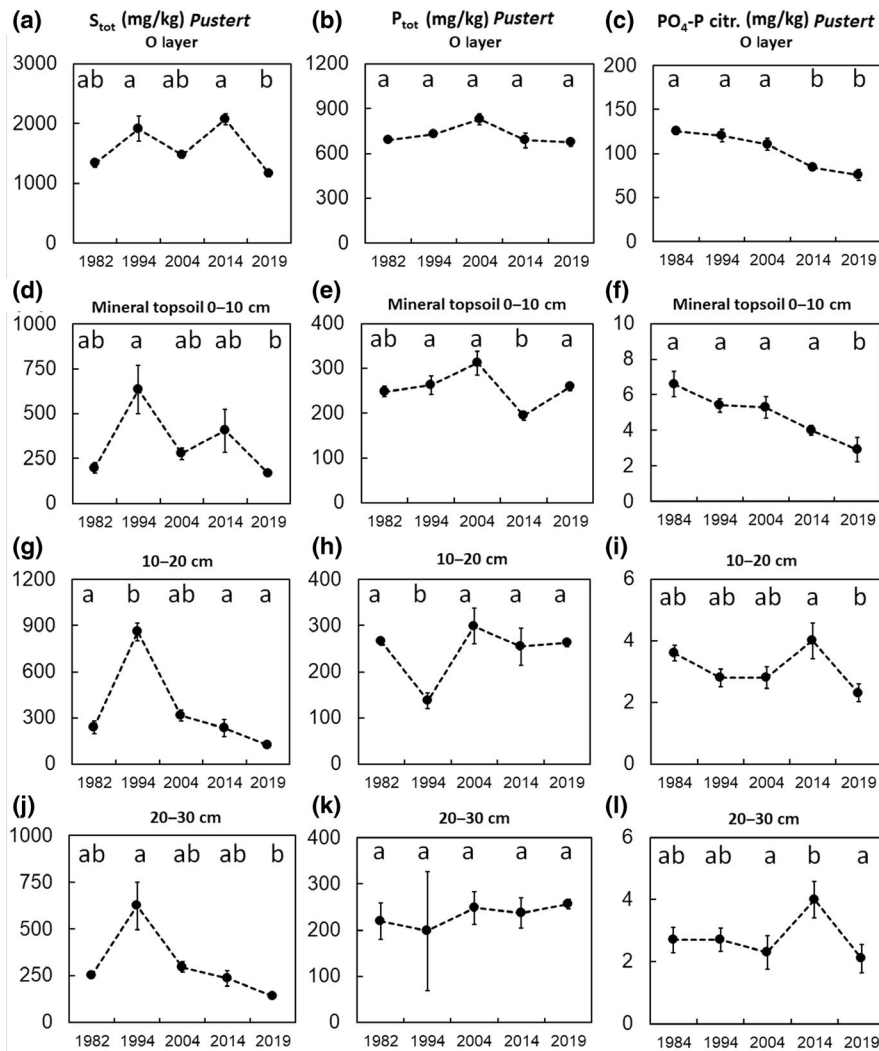 (a) S_tot (mg/kg) Pustert
O layer
3000
2000
1000
0
ab a ab a b
1982 1994 2004 2014 2019
(b) P_tot (mg/kg) Pustert
O layer
1200
900
600
300
0
a a a a a
1982 1994 2004 2014 2019
(c) PO4-P citr. (mg/kg) Pustert
O layer
200
150
100
50
0
a a a b b
1984 1994 2004 2014 2019
(d) Mineral topsoil 0–10 cm
1000
750
500
250
0
ab a ab ab b
1982 1994 2004 2014 2019
(e) Mineral topsoil 0–10 cm
400
300
200
100
0
ab a a b a
1982 1994 2004 2014 2019
(f) Mineral topsoil 0–10 cm
10
8
6
4
2
0
a a a a b
1984 1994 2004 2014 2019
(g) 10–20 cm
1200
900
600
300
0
a b ab a a
1982 1994 2004 2014 2019
(h) 10–20 cm
400
300
200
100
0
a b a a a
1982 1994 2004 2014 2019
(i) 10–20 cm
6
4
2
0
ab ab ab a b
1984 1994 2004 2014 2019
(j) 20–30 cm
1000
750
500
250
0
ab a ab ab b
1982 1994 2004 2014 2019
(k) 20–30 cm
400
300
200
100
0
a a a a a
1982 1994 2004 2014 2019
(l) 20–30 cm
6
4
2
0
ab ab a b a
1984 1994 2004 2014 2019